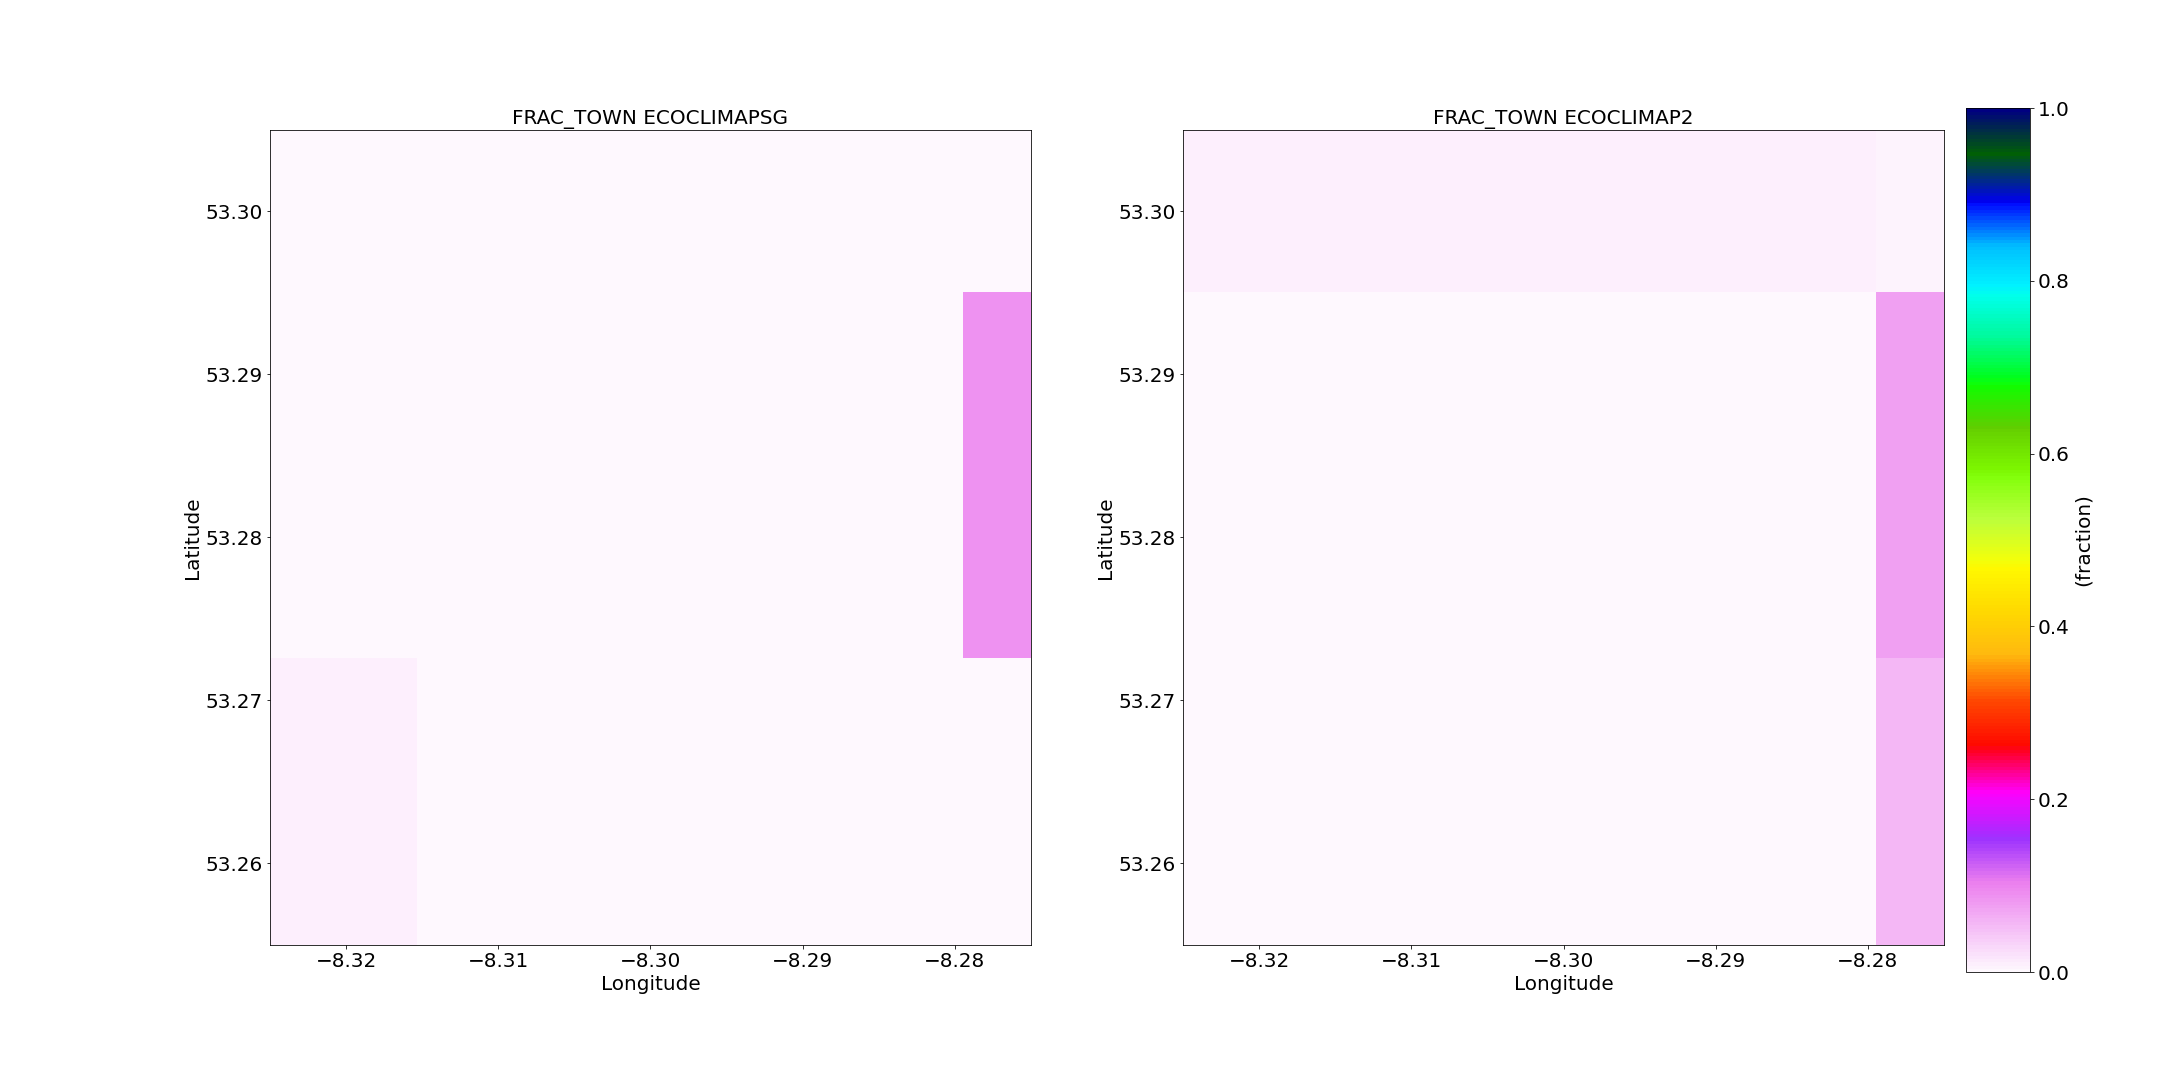 FRAC_TOWN ECOCLIMAPSG
53.30
53.29
53.28
53.27
53.26
Latitude
−8.32 −8.31 −8.30 −8.29 −8.28
Longitude
FRAC_TOWN ECOCLIMAP2
53.30
53.29
53.28
53.27
53.26
Latitude
−8.32 −8.31 −8.30 −8.29 −8.28
Longitude
1.0
0.8
0.6
0.4
0.2
0.0
(fraction)